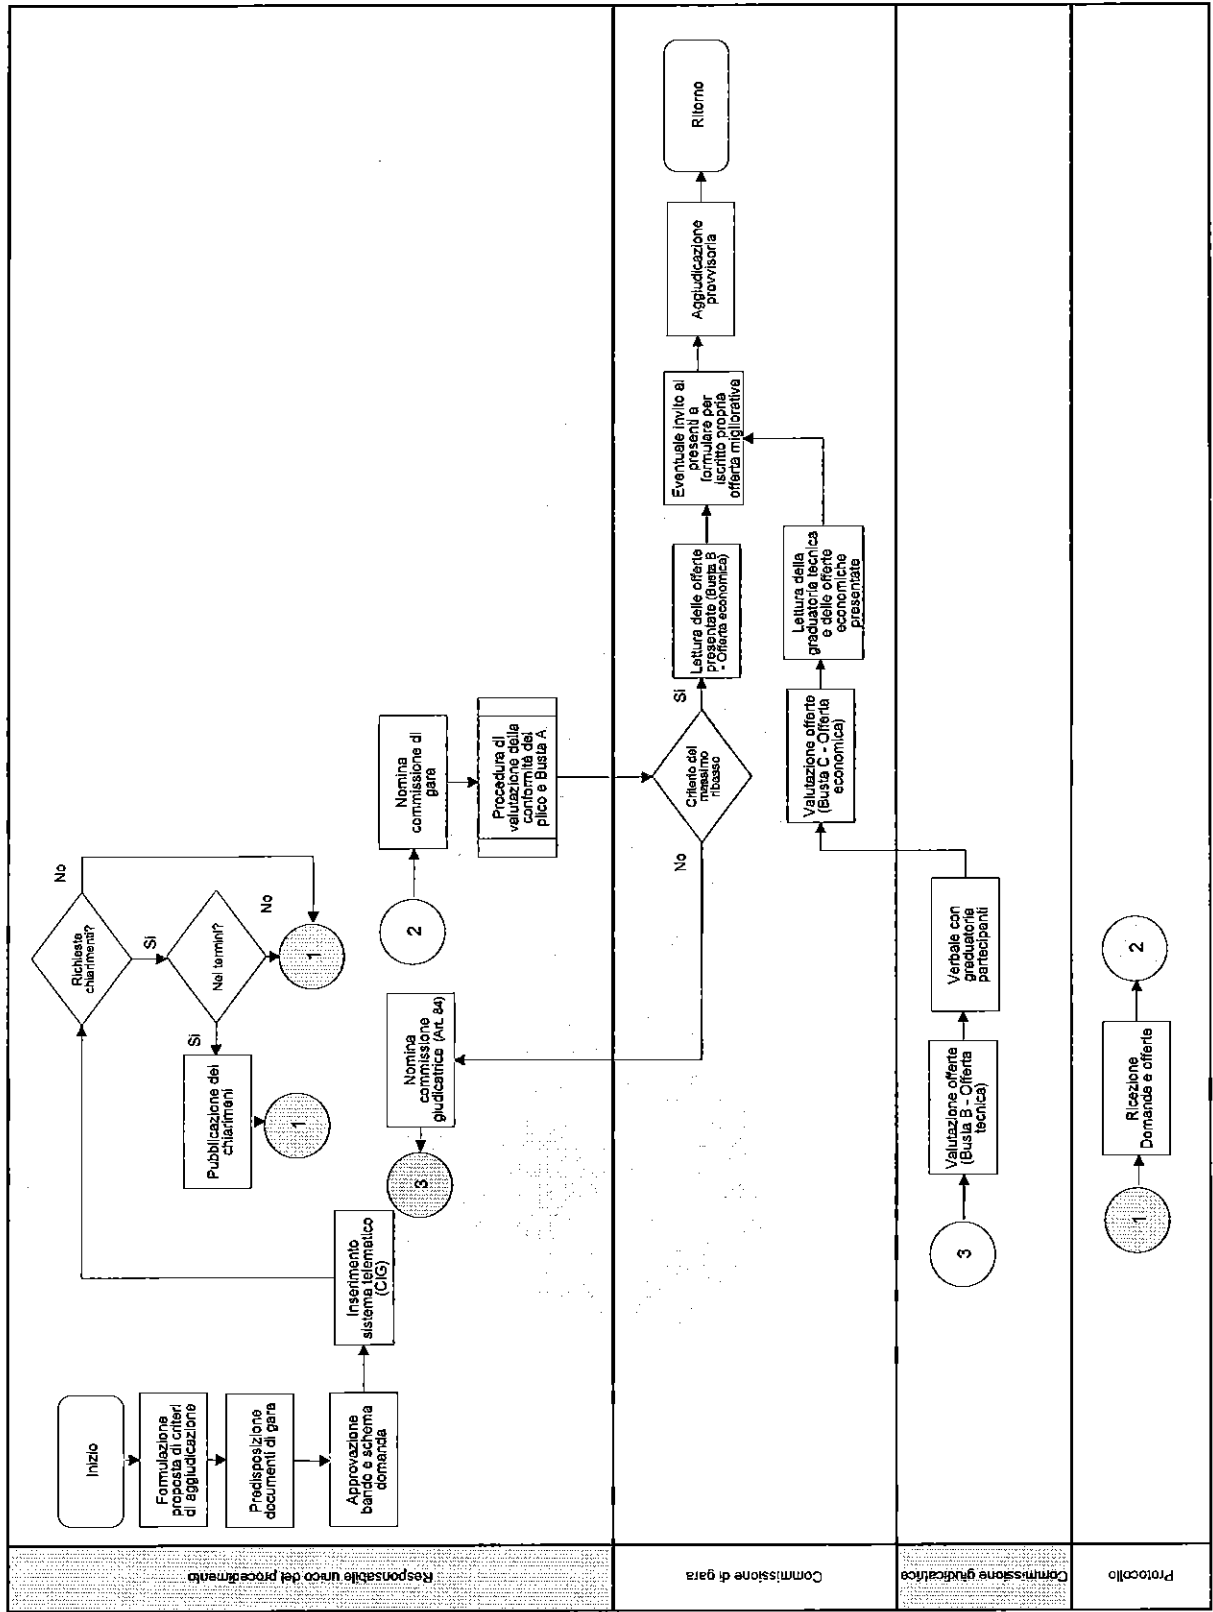 Responsabile unico del procedimento
Inizio
Formulazione
proposta di criteri
di aggiudicazione
Predisposizione
documenti di gara
Approvazione
bando e schema
domanda
Inserimento
sistema telematico
(CIG)
Richieste
chiarimenti?
No
Si
Nei termini?
No
Si
1
Pubblicazione dei
chiarimeni
1
2
Nomina
commissione di
gara
Procedura di
valutazione della
conformità del
plico e Busta A
Nomina
commissione
giudicatrice (Art. 84)
3
Commissione di gara
Criterio del
massimo
ribasso
Si
No
Lettura delle offerte
presentate (Busta B
- Offerta economica)
Eventuale invito ai
presenti a
formulare per
iscritto propria
offerta migliorativa
Aggiudicazione
provvisoria
Ritorno
Valutazione offerte
(Busta C - Offerta
economica)
Lettura della
graduatoria tecnica
e delle offerte
economiche
presentate
Commissione giudicatrice
3
Valutazione offerte
(Busta B - Offerta
tecnica)
Verbale con
graduatoria
partecipanti
Protocollo
1
Ricezione
Domande e offerte
2